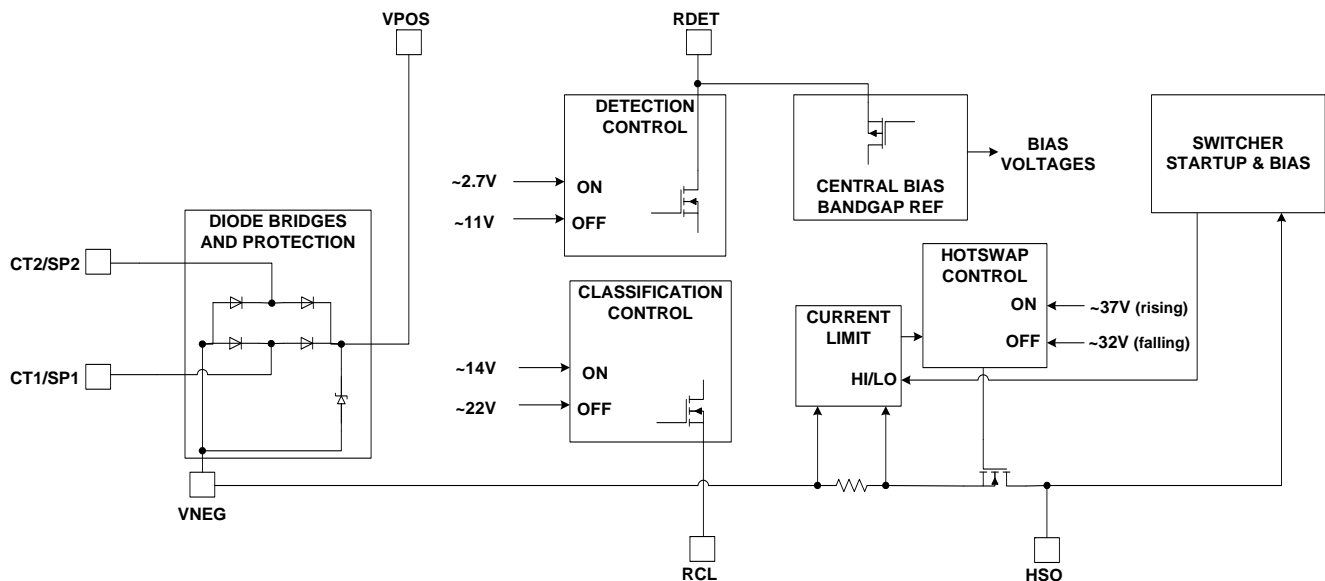 VPOS
RDET
DETECTION
CONTROL
~2.7V
ON
~11V
OFF
CENTRAL BIAS
BANDGAP REF
BIAS
VOLTAGES
SWITCHER
STARTUP & BIAS
DIODE BRIDGES
AND PROTECTION
CT2/SP2
CT1/SP1
VNEG
CLASSIFICATION
CONTROL
~14V
ON
~22V
OFF
RCL
CURRENT
LIMIT
HI/LO
HOTSWAP
CONTROL
ON
~37V (rising)
OFF
~32V (falling)
HSO